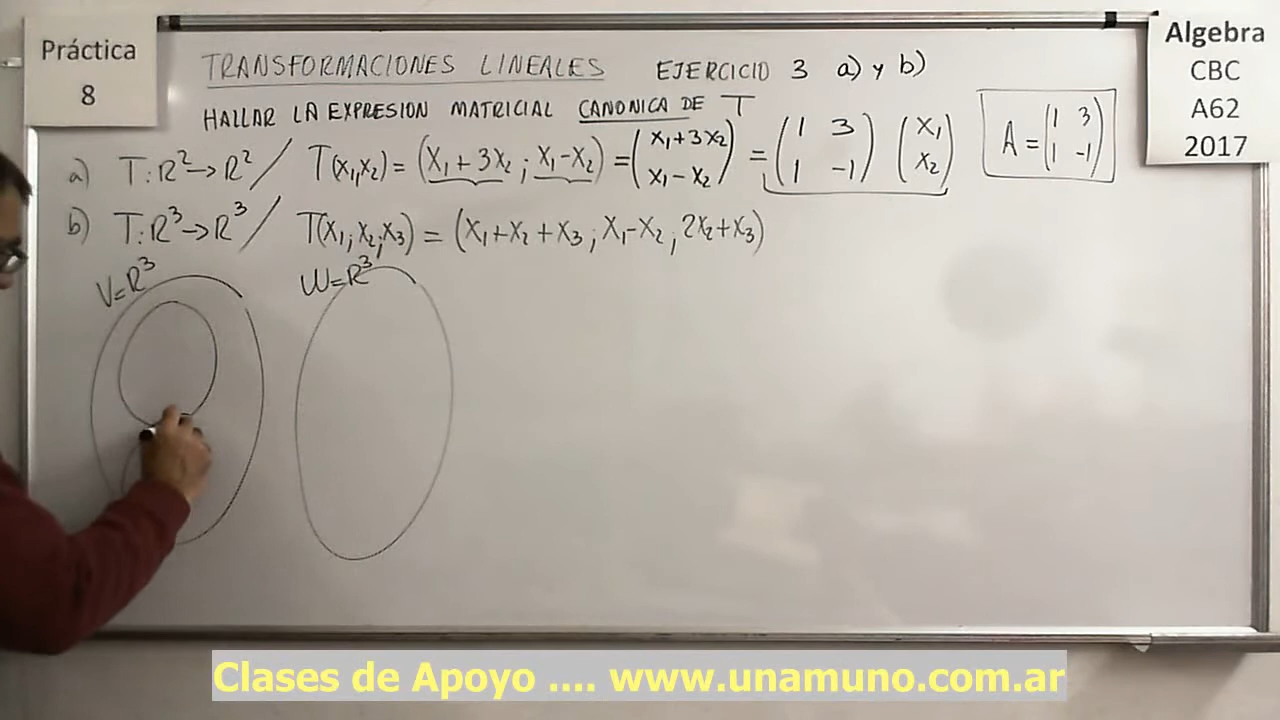 Práctica
8
TRANSFORMACIONES LINEALES EJERCICIO 3 a) y b)
Algebra
CBC
A62
2017
HALLAR LA EXPRESION MATRICIAL CANONICA DE T
a) T:R²→R² / T(x₁,x₂) = (x₁+3x₂ ; x₁-x₂) = (x₁+3x₂ x₁-x₂) = (1 3 1 -1) (x₁ x₂) A = (1 3 1 -1)
b) T:R³→R³ / T(x₁;x₂;x₃) = (x₁+x₂+x₃ ; x₁-x₂ ; 2x₂+x₃)
V=R³ W=R³
Clases de Apoyo .... www.unamuno.com.ar